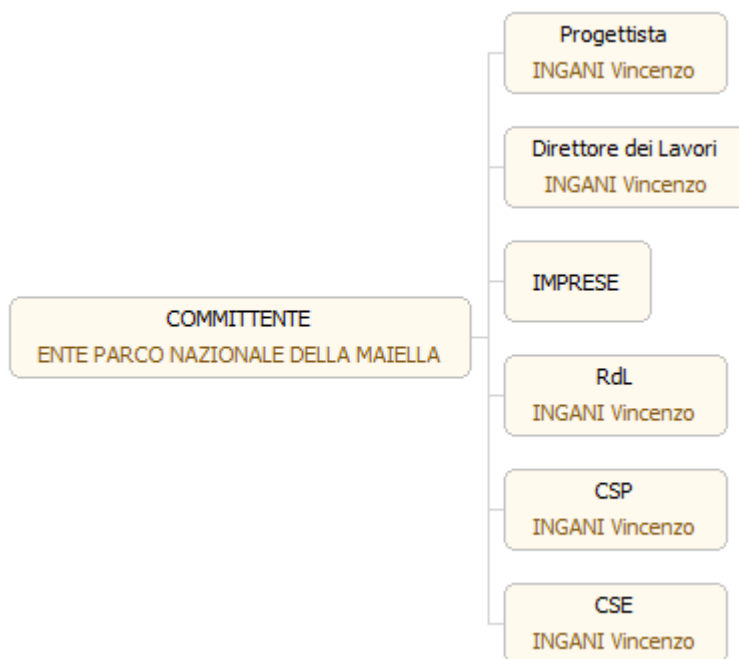 Progettista
INGANI Vincenzo
Direttore dei Lavori
INGANI Vincenzo
IMPRESE
COMMITTENTE
ENTE PARCO NAZIONALE DELLA MAIELLA
RdL
INGANI Vincenzo
CSP
INGANI Vincenzo
CSE
INGANI Vincenzo